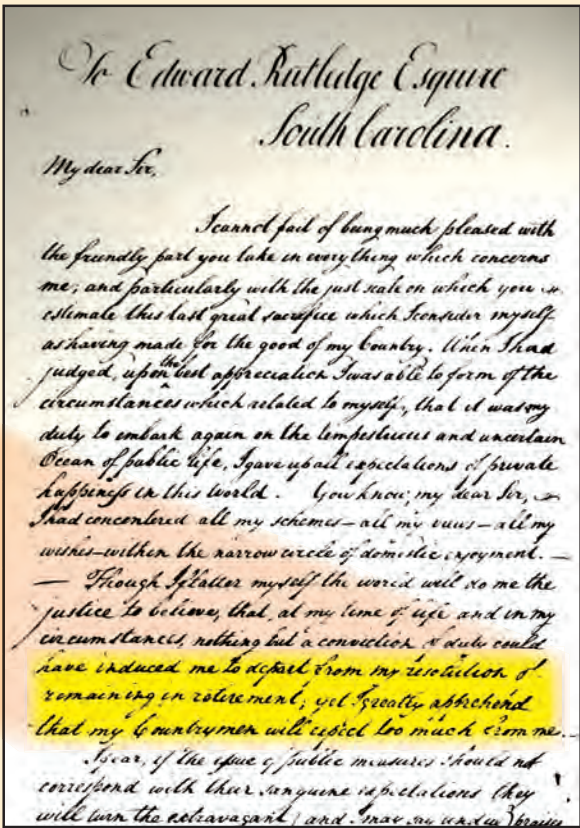 To Edward Rutledge Esquire
South Carolina.
My dear Sir,
I cannot fail of being much pleased with
the friendly part you take in everything which concerns
me; and particularly with the just scale on which you
estimate this last great sacrifice which I consider myself
as having made for the good of my Country. When I had
judged, upon the best appreciation I was able to form of the
circumstances which related to myself, that it was my
duty to embark again on the tempestuous and uncertain
Ocean of public life, I gave up all expectations of private
happiness in this world. You know, my dear Sir,
I had concentered all my schemes—all my views—all my
wishes—within the narrow circle of domestic enjoyment.—
— Though I flatter myself the world will do me the
justice to believe, that, at my time of life and in my
circumstances, nothing but a conviction of duty could
have induced me to depart from my resolution of
remaining in retirement; yet I greatly apprehend
that my Countrymen will expect too much from me.—
I fear, if the issue of public measures should not
correspond with their sanguine expectations, they
will turn the extravagant, and I may say undue praises